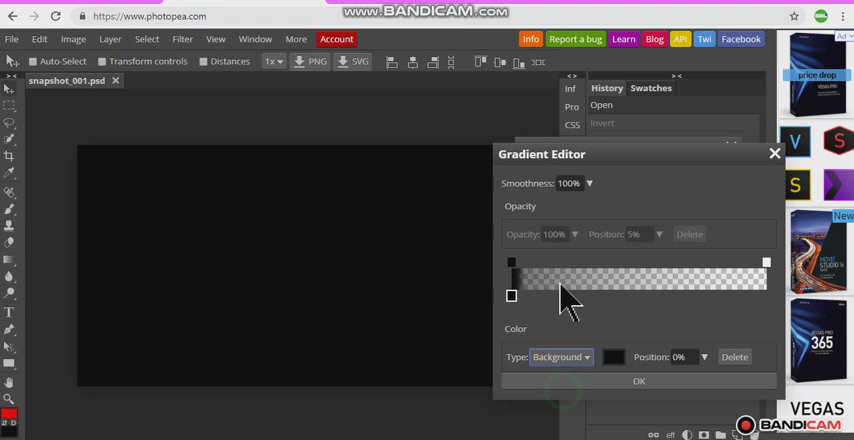 https://www.photopea.com
www.BANDICAM.com
File Edit Image Layer Select Filter View Window More Account
Info Report a bug Learn Blog API Twi Facebook
Auto-Select Transform controls Distances 1x PNG SVG
snapshot_001.psd
Ad
price drop
Inf
Pro
CSS
History Swatches
Open
Invert
Gradient Editor
Smoothness: 100%
Opacity
Opacity: 100% Position: 5% Delete
Color
Type: Background Position: 0% Delete
OK
V
S
S
New
MOVIE
STUDIO 16
VEGAS
PRO
365
VEGAS
eff
T
D
BANDICAM